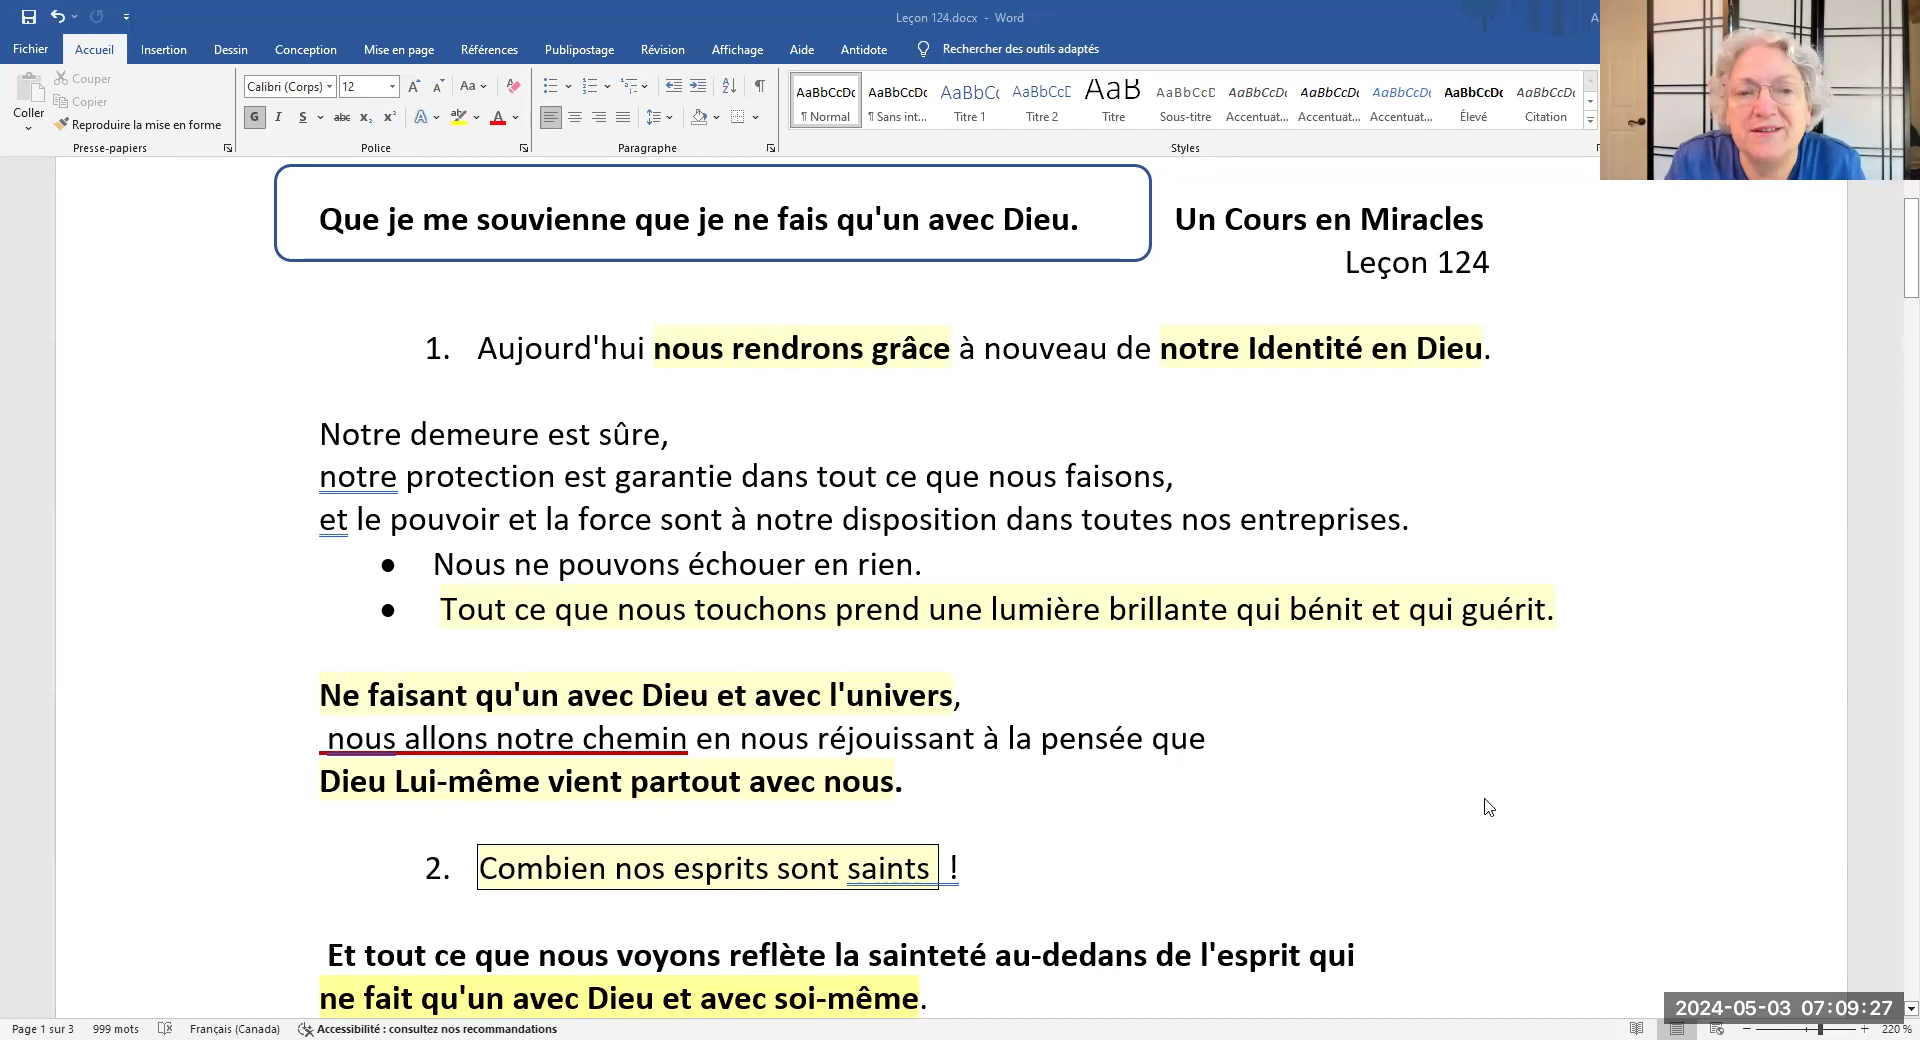 Leçon 124.docx - Word
Fichier Accueil Insertion Dessin Conception Mise en page Références Publipostage Révision Affichage Aide Antidote Rechercher des outils adaptés
Coller
Couper
Copier
Reproduire la mise en forme
Presse-papiers
Calibri (Corps) 12
Police
Paragraphe
AaBbCcDc AaBbCcDc AaBbCc AaBbCcD AaB AaBbCcD AaBbCcDc AaBbCcDc AaBbCcDc AaBbCcDc AaBbCcDc
¶ Normal ¶ Sans int... Titre 1 Titre 2 Titre Sous-titre Accentuat... Accentuat... Accentuat... Élevé Citation
Styles
Que je me souvienne que je ne fais qu'un avec Dieu. Un Cours en Miracles
Leçon 124
1. Aujourd'hui nous rendrons grâce à nouveau de notre Identité en Dieu.
Notre demeure est sûre,
notre protection est garantie dans tout ce que nous faisons,
et le pouvoir et la force sont à notre disposition dans toutes nos entreprises.
• Nous ne pouvons échouer en rien.
• Tout ce que nous touchons prend une lumière brillante qui bénit et qui guérit.
Ne faisant qu'un avec Dieu et avec l'univers,
nous allons notre chemin en nous réjouissant à la pensée que
Dieu Lui-même vient partout avec nous.
2. Combien nos esprits sont saints !
Et tout ce que nous voyons reflète la sainteté au-dedans de l'esprit qui
ne fait qu'un avec Dieu et avec soi-même.
2024-05-03 07:09:27
Page 1 sur 3 999 mots Français (Canada) Accessibilité : consultez nos recommandations 220 %